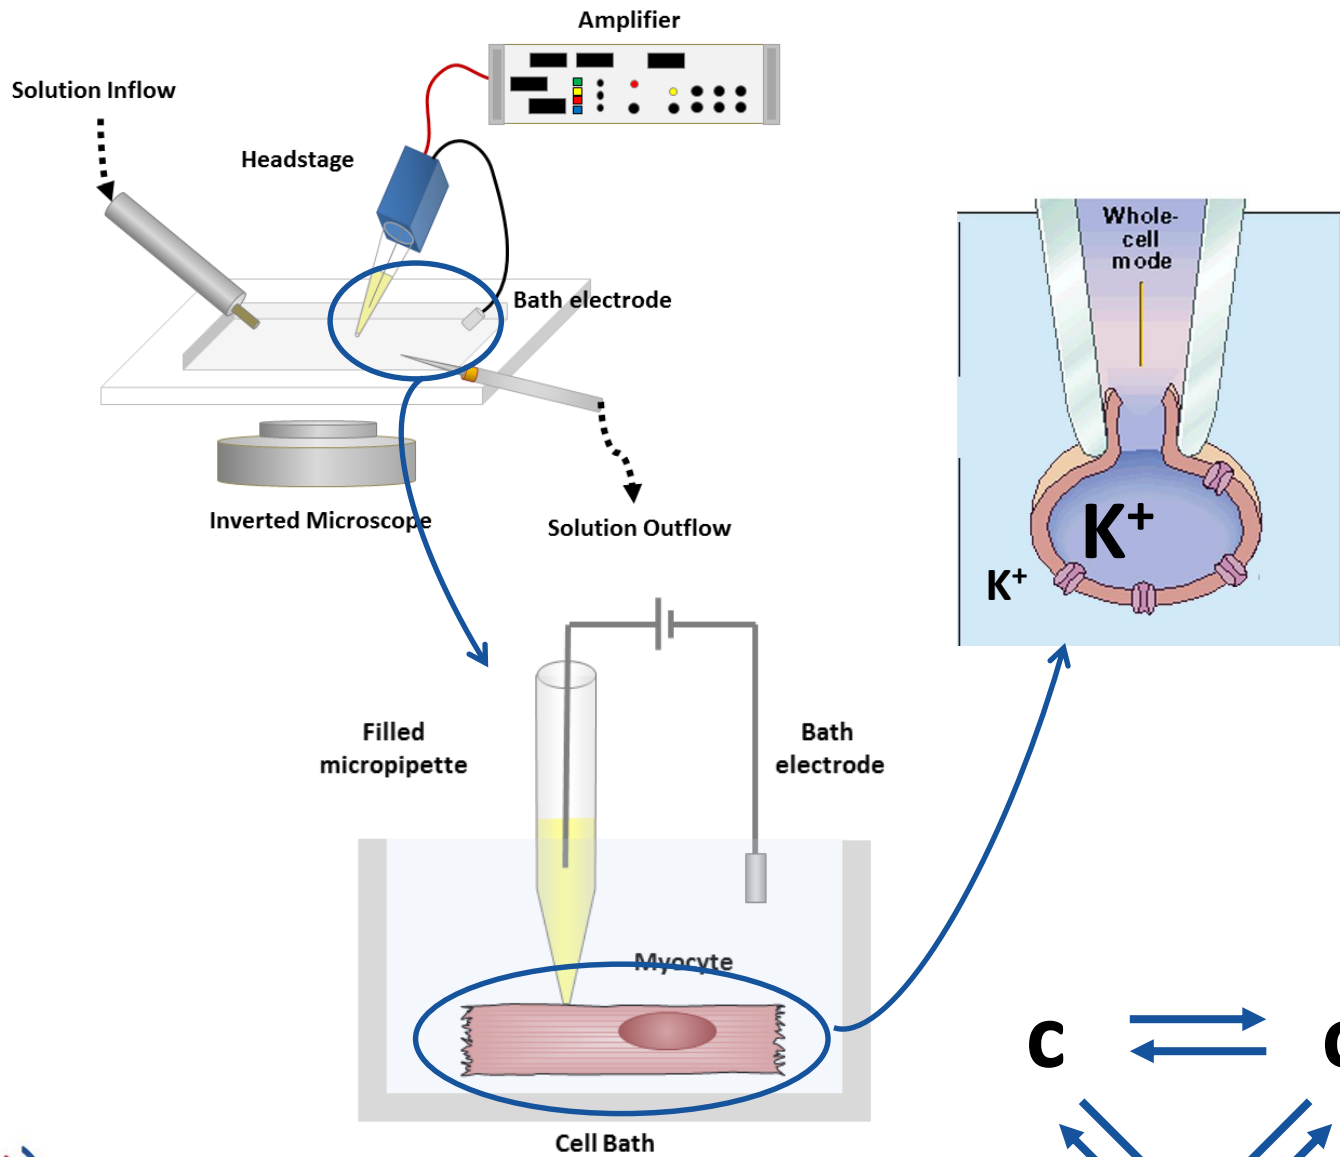 Amplifier
Solution Inflow
Headstage
Bath electrode
Inverted Microscope
Solution Outflow
Whole-
cell
mode
K⁺
K⁺
Filled
micropipette
Bath
electrode
Myocyte
Cell Bath
C